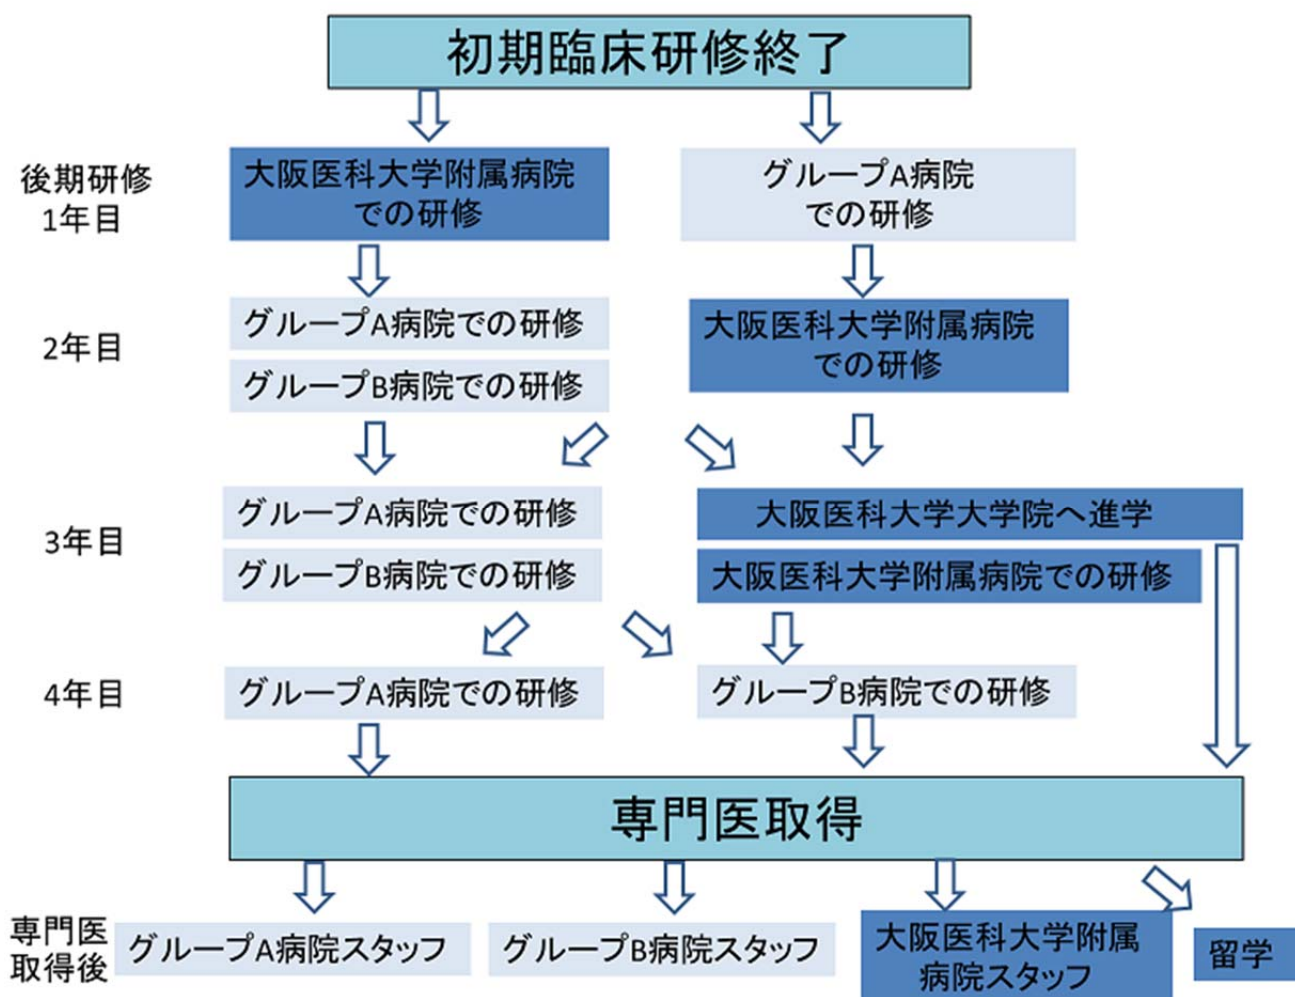 初期臨床研修終了
後期研修
1年目
大阪医科大学附属病院
での研修
グループA病院
での研修
2年目
グループA病院での研修
グループB病院での研修
大阪医科大学附属病院
での研修
3年目
グループA病院での研修
グループB病院での研修
大阪医科大学大学院へ進学
大阪医科大学附属病院での研修
4年目
グループA病院での研修
グループB病院での研修
専門医取得
専門医
取得後
グループA病院スタッフ
グループB病院スタッフ
大阪医科大学附属
病院スタッフ
留学